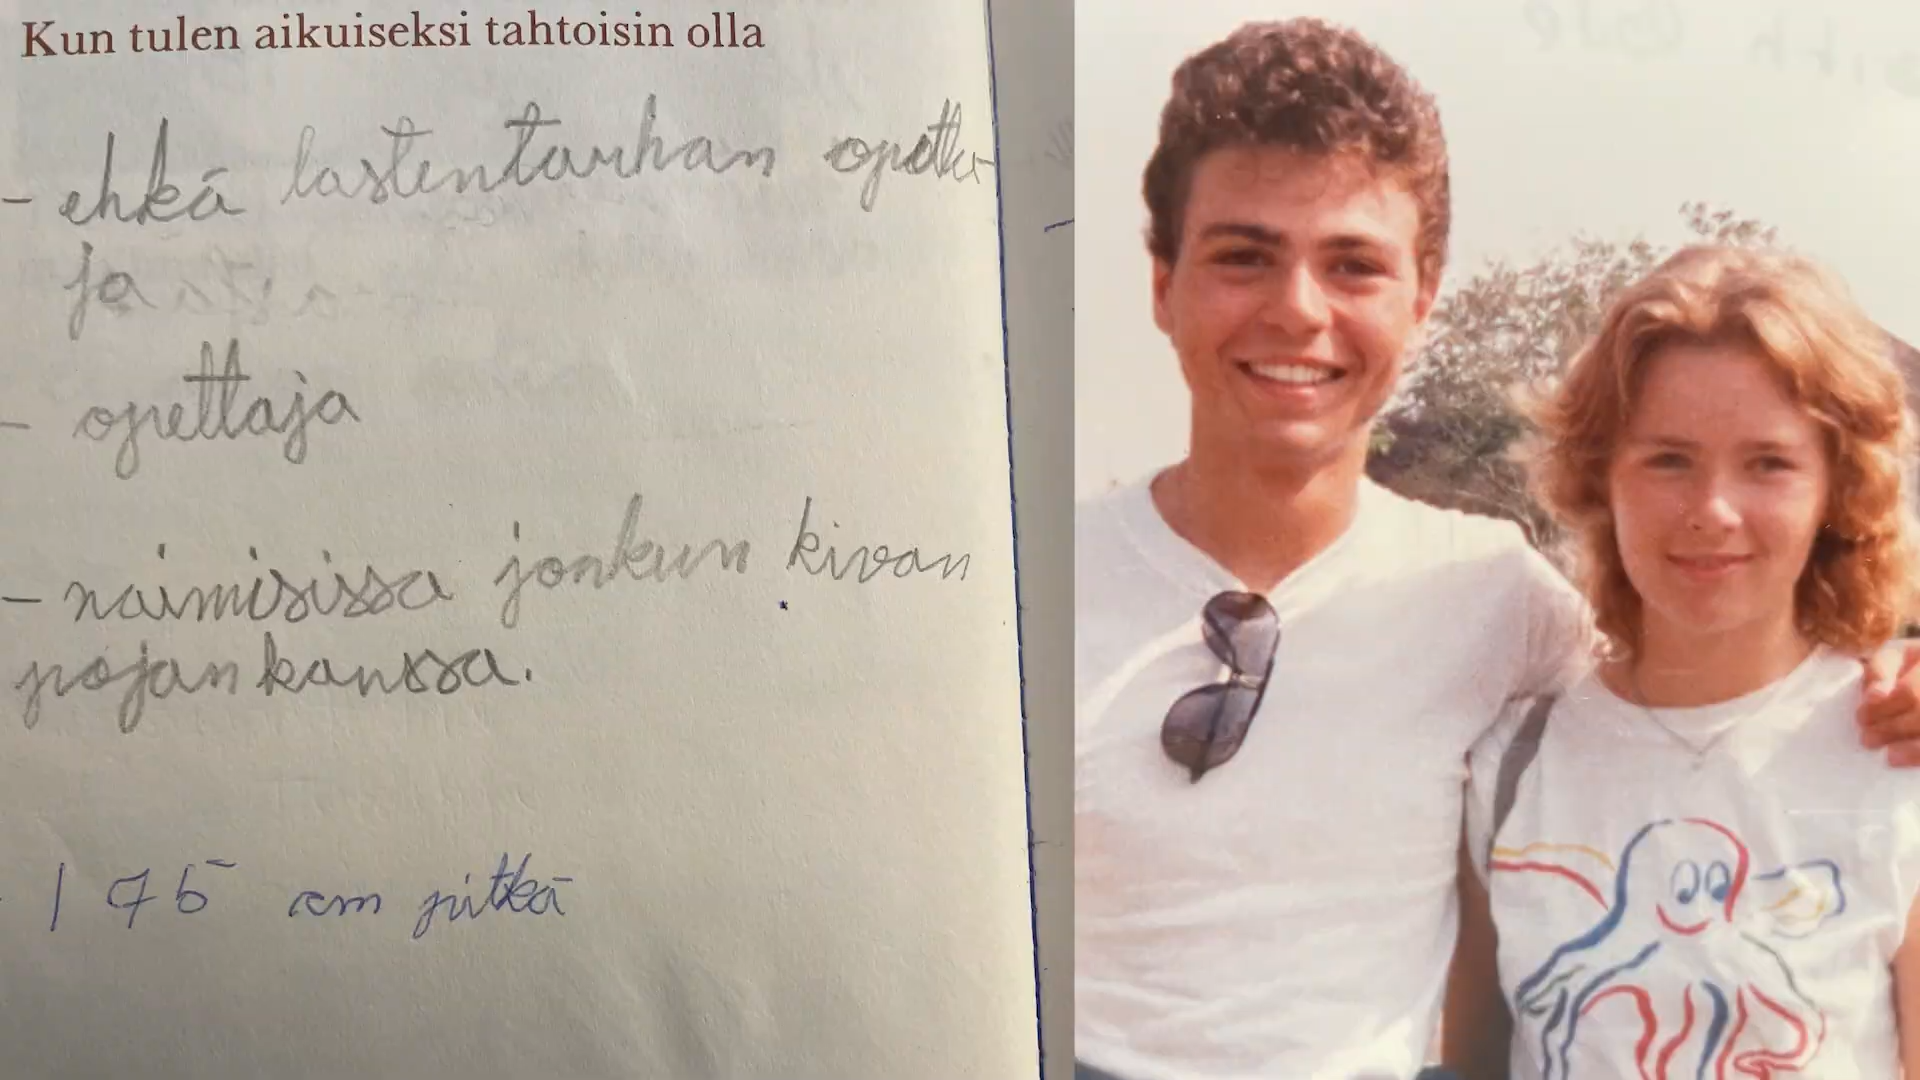 Kun tulen aikuiseksi tahtoisin olla
- ehkä lastentarhan opetta-
ja
- opettaja
- naimisissa jonkun kivan
pojan kanssa.
- 175 cm pitkä